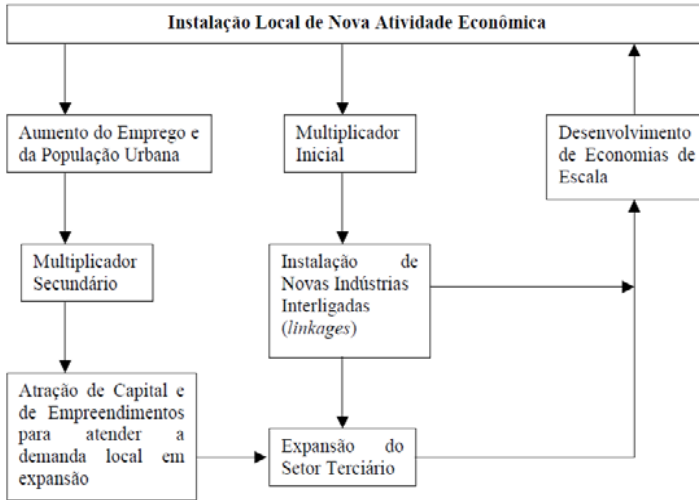 Instalação Local de Nova Atividade Econômica
Aumento do Emprego e
da População Urbana
Multiplicador
Inicial
Desenvolvimento
de Economias de
Escala
Multiplicador
Secundário
Instalação de
Novas Indústrias
Interligadas
(linkages)
Atração de Capital e
de Empreendimentos
para atender a
demanda local em
expansão
Expansão do
Setor Terciário